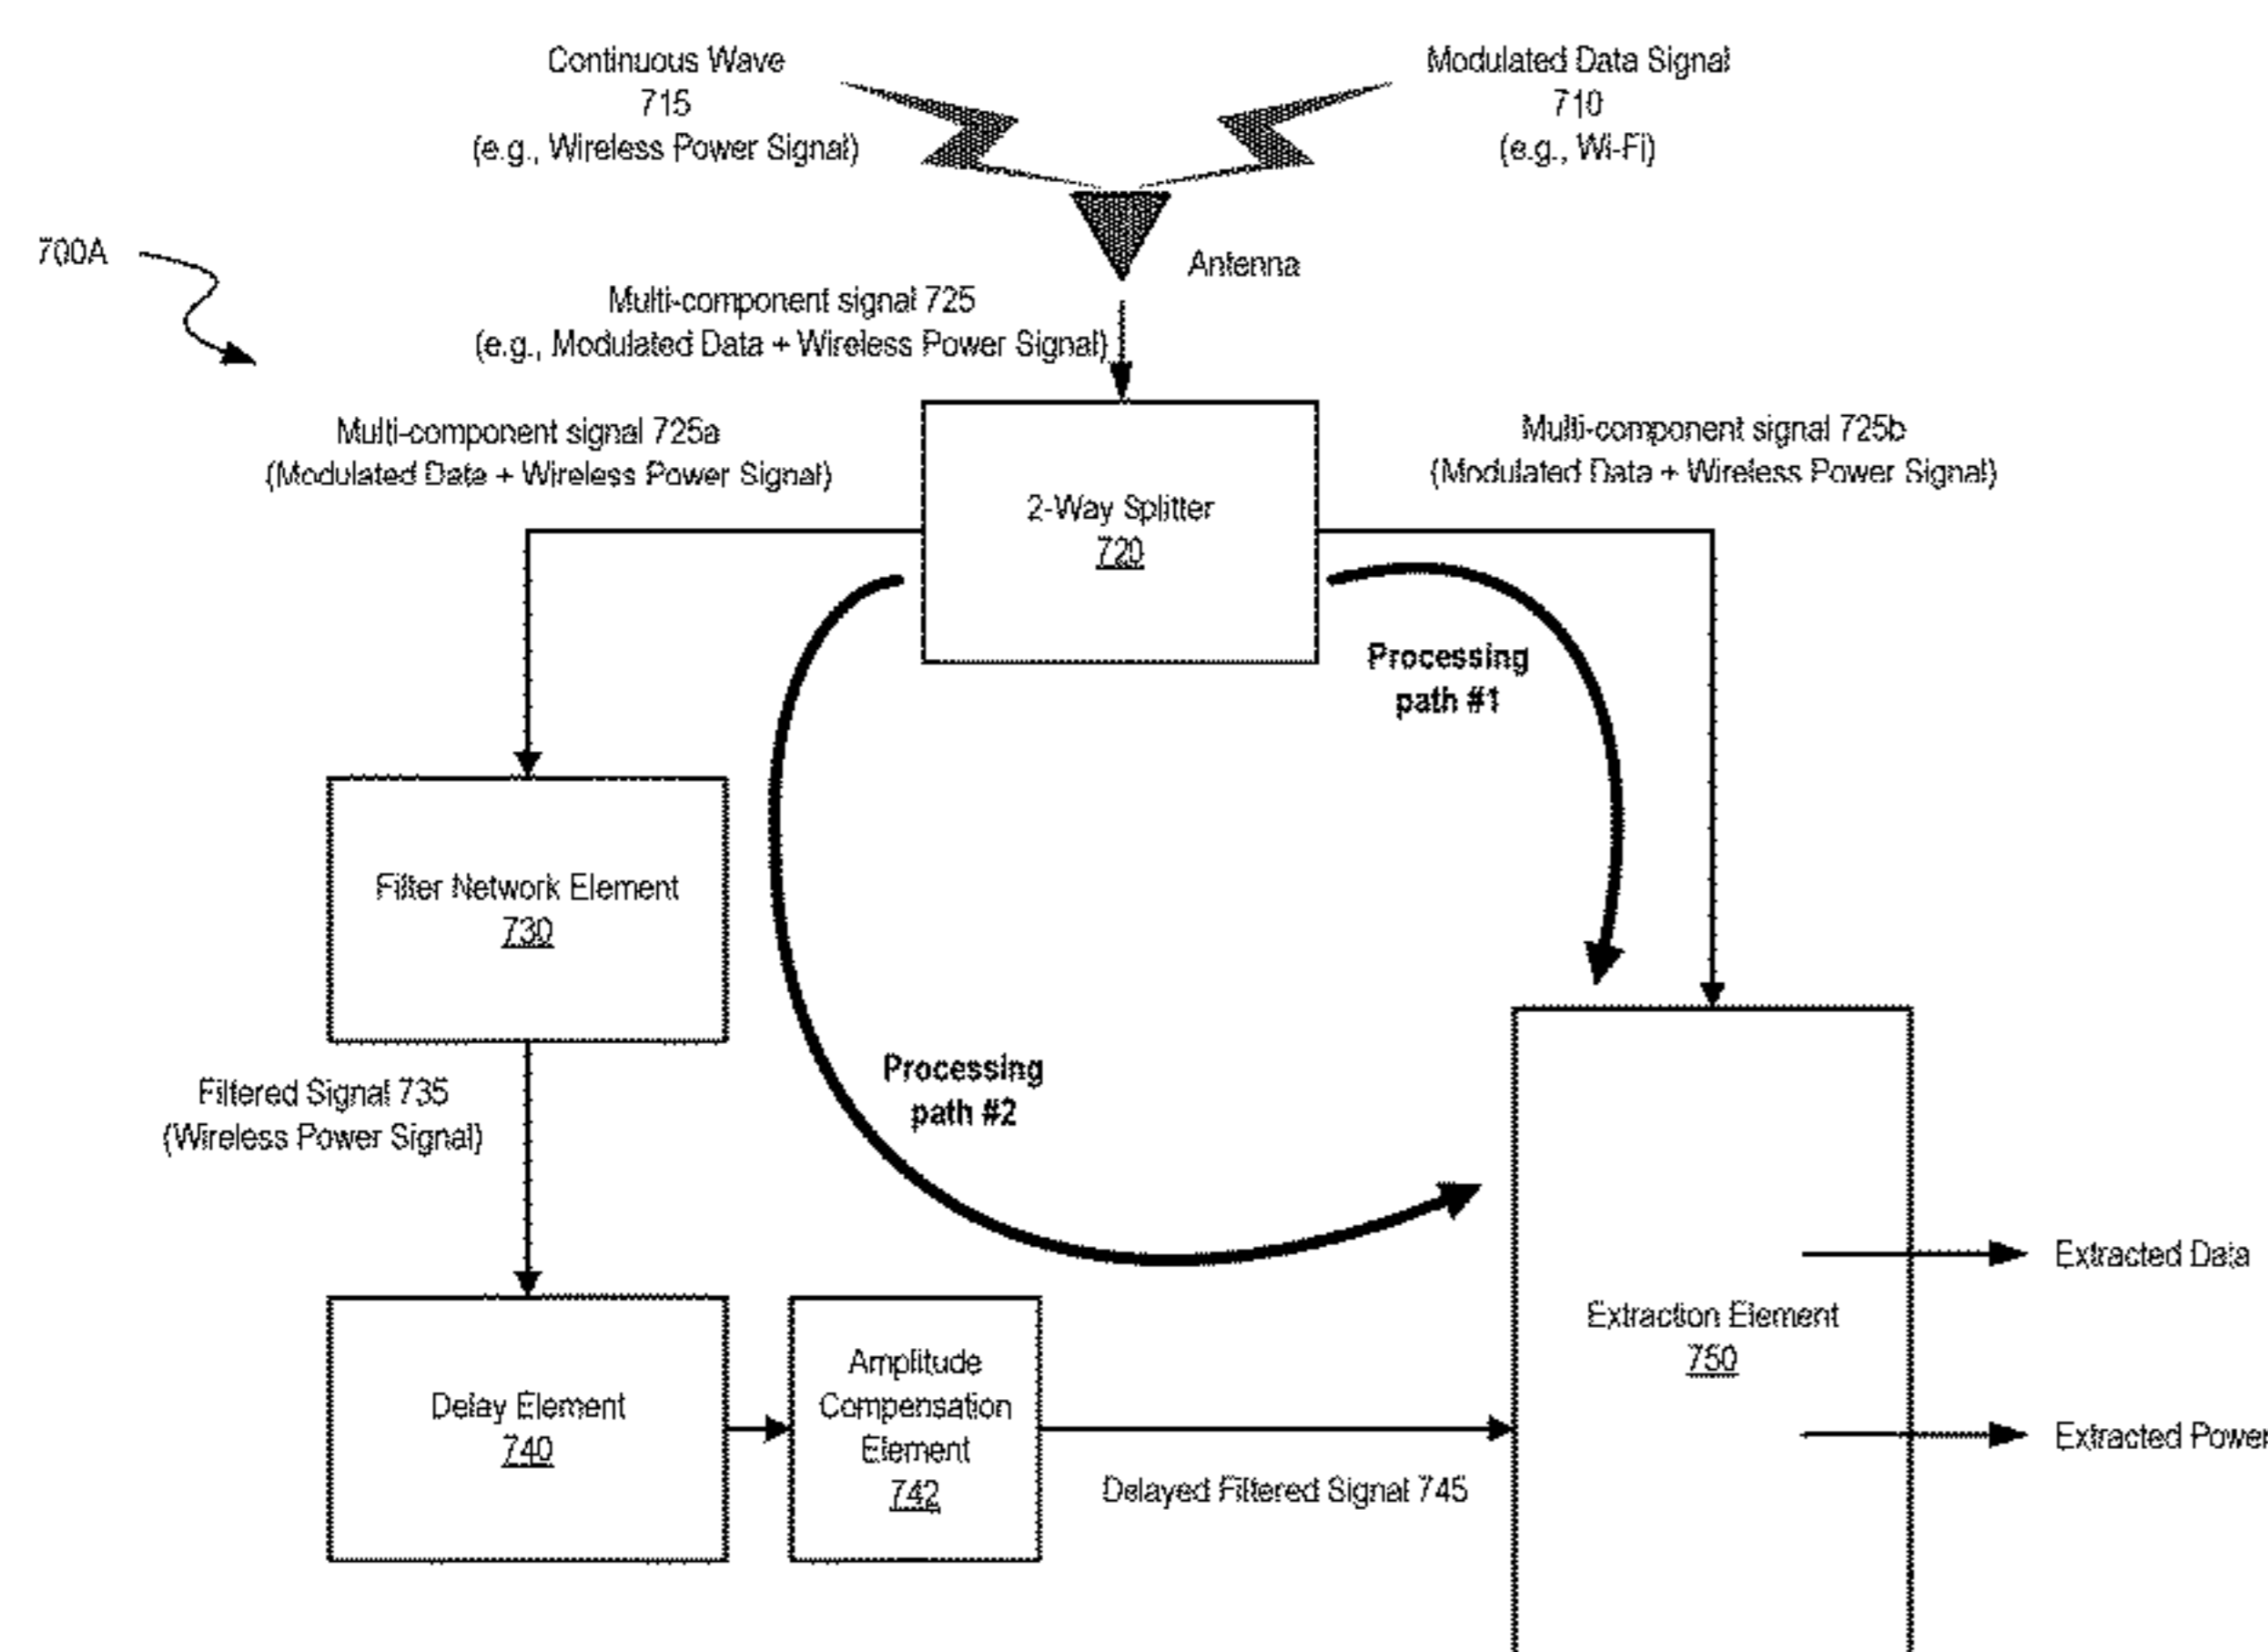 Continuous Wave
715
(e.g., Wireless Power Signal)
Modulated Data Signal
710
(e.g., Wi-Fi)
700A
Antenna
Multi-component signal 725
(e.g., Modulated Data + Wireless Power Signal)
Multi-component signal 725a
(Modulated Data + Wireless Power Signal)
Multi-component signal 725b
(Modulated Data + Wireless Power Signal)
2-Way Splitter
720
Processing
path #1
Filter Network Element
730
Processing
path #2
Filtered Signal 735
(Wireless Power Signal)
Extracted Data
Extraction Element
750
Extracted Power
Delay Element
740
Amplitude
Compensation
Element
742
Delayed Filtered Signal 745